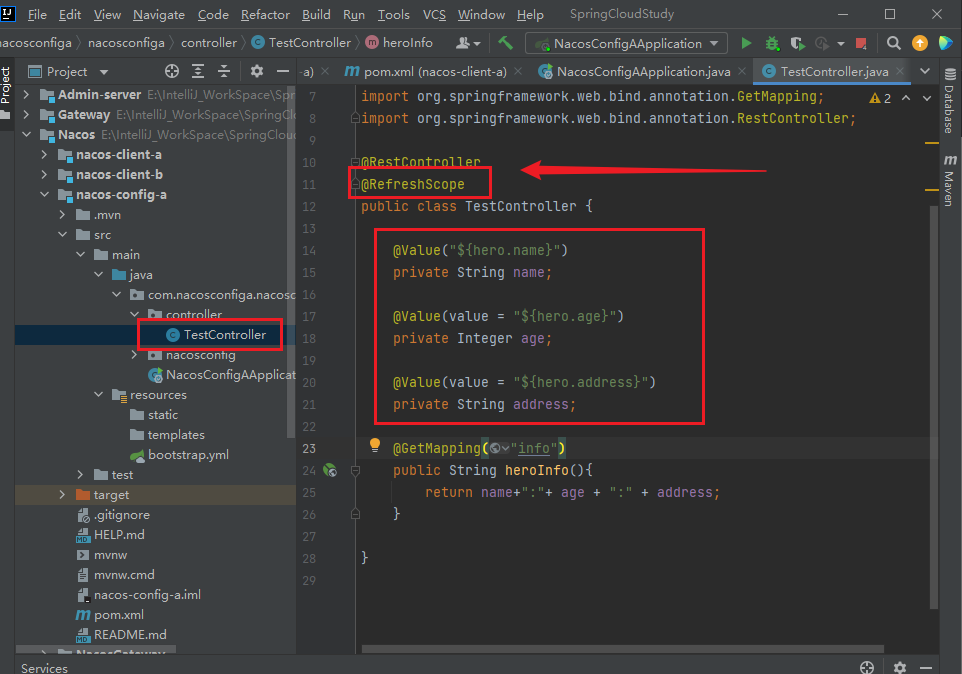 File Edit View Navigate Code Refactor Build Run Tools VCS Window Help SpringCloudStudy
nacosconfiga nacosconfiga controller TestController heroInfo NacosConfigAApplication
Project -a) pom.xml (nacos-client-a) NacosConfigAApplication.java TestController.java
Project
Database
Maven
Admin-server E:\IntelliJ_WorkSpace\Spr
Gateway E:\IntelliJ_WorkSpace\SpringCl
Nacos E:\IntelliJ_WorkSpace\SpringClou
nacos-client-a
nacos-client-b
nacos-config-a
.mvn
src
main
java
com.nacosconfiga.nacosc
controller
TestController
nacosconfig
NacosConfigAApplicat
resources
static
templates
bootstrap.yml
test
target
.gitignore
HELP.md
mvnw
mvnw.cmd
nacos-config-a.iml
pom.xml
README.md
NacosGateway
7 import org.springframework.web.bind.annotation.GetMapping; 2
8 import org.springframework.web.bind.annotation.RestController;
9
10 @RestController
11 @RefreshScope
12 public class TestController {
13
14 @Value("${hero.name}")
15 private String name;
16
17 @Value(value = "${hero.age}")
18 private Integer age;
19
20 @Value(value = "${hero.address}")
21 private String address;
22
23 @GetMapping("info")
24 public String heroInfo(){
25 return name+":"+ age + ":" + address;
26 }
27
28 }
29
Services